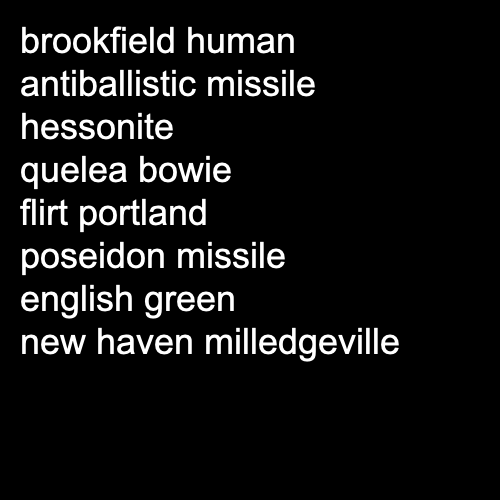 brookfield human
antiballistic missile
hessonite
quelea bowie
flirt portland
poseidon missile
english green
new haven milledgeville